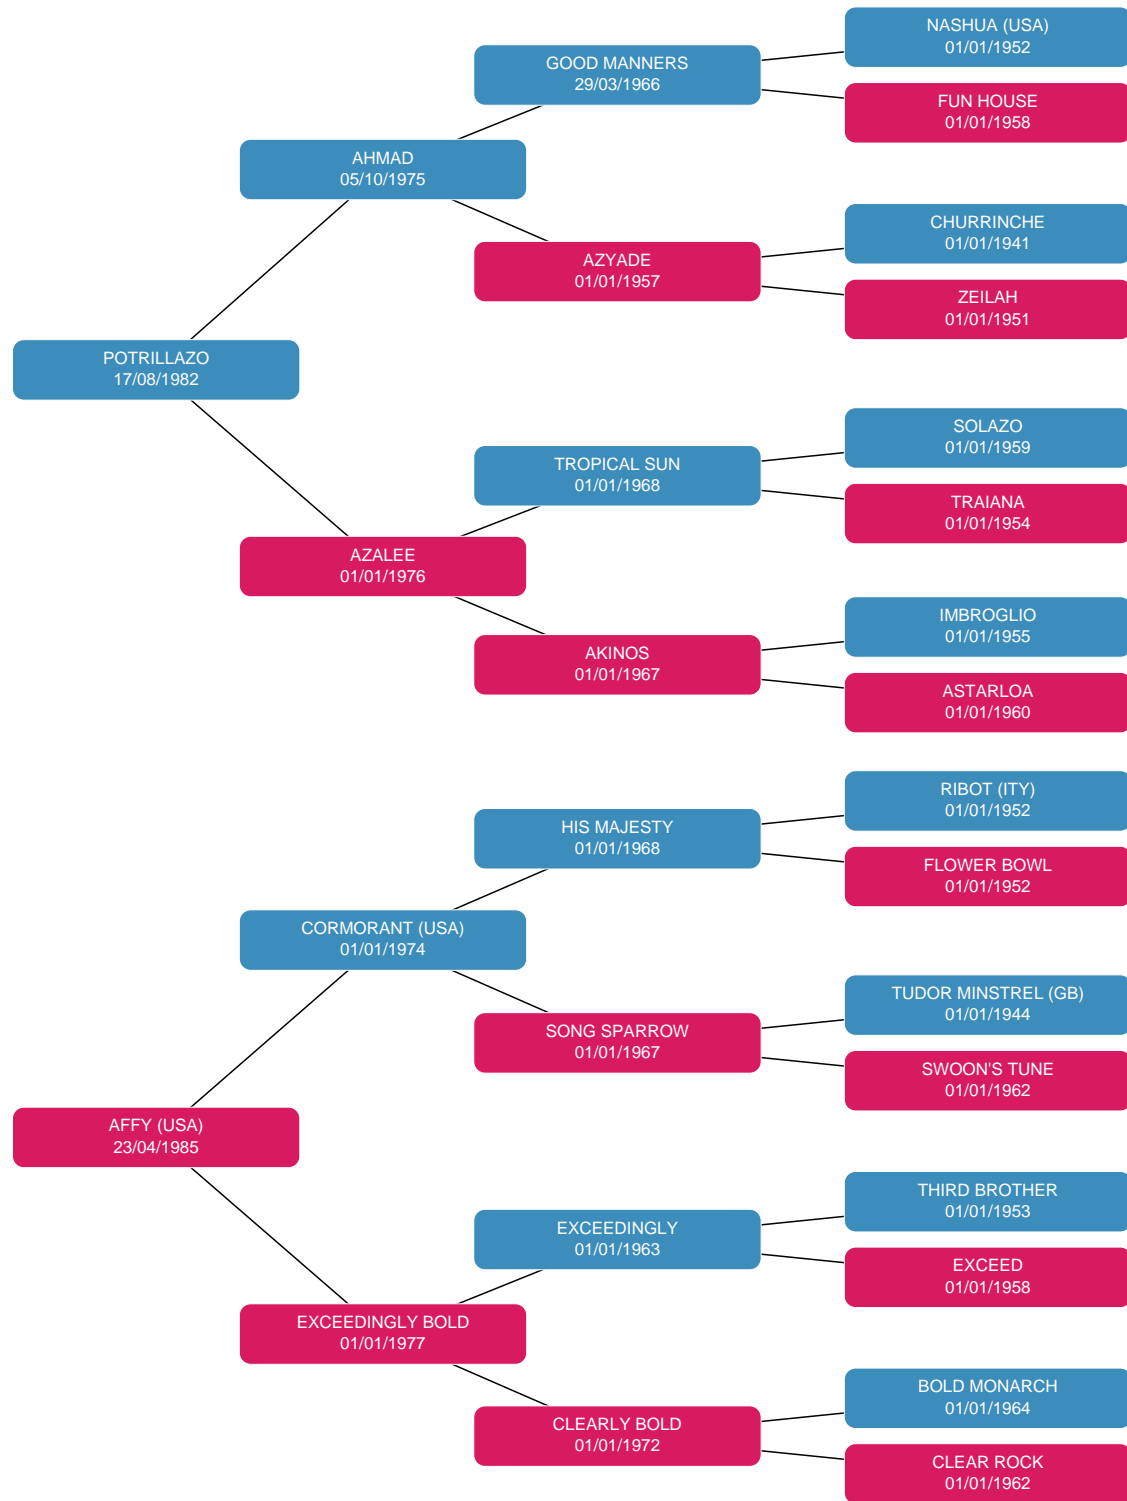 NASHUA (USA)
01/01/1952
GOOD MANNERS
29/03/1966
FUN HOUSE
01/01/1958
AHMAD
05/10/1975
CHURRINCHE
01/01/1941
AZYADE
01/01/1957
ZEILAH
01/01/1951
POTRILLAZO
17/08/1982
SOLAZO
01/01/1959
TROPICAL SUN
01/01/1968
TRAIANA
01/01/1954
AZALEE
01/01/1976
IMBROGLIO
01/01/1955
AKINOS
01/01/1967
ASTARLOA
01/01/1960
RIBOT (ITY)
01/01/1952
HIS MAJESTY
01/01/1968
FLOWER BOWL
01/01/1952
CORMORANT (USA)
01/01/1974
TUDOR MINSTREL (GB)
01/01/1944
SONG SPARROW
01/01/1967
SWOON'S TUNE
01/01/1962
AFFY (USA)
23/04/1985
THIRD BROTHER
01/01/1953
EXCEEDINGLY
01/01/1963
EXCEED
01/01/1958
EXCEEDINGLY BOLD
01/01/1977
BOLD MONARCH
01/01/1964
CLEARLY BOLD
01/01/1972
CLEAR ROCK
01/01/1962